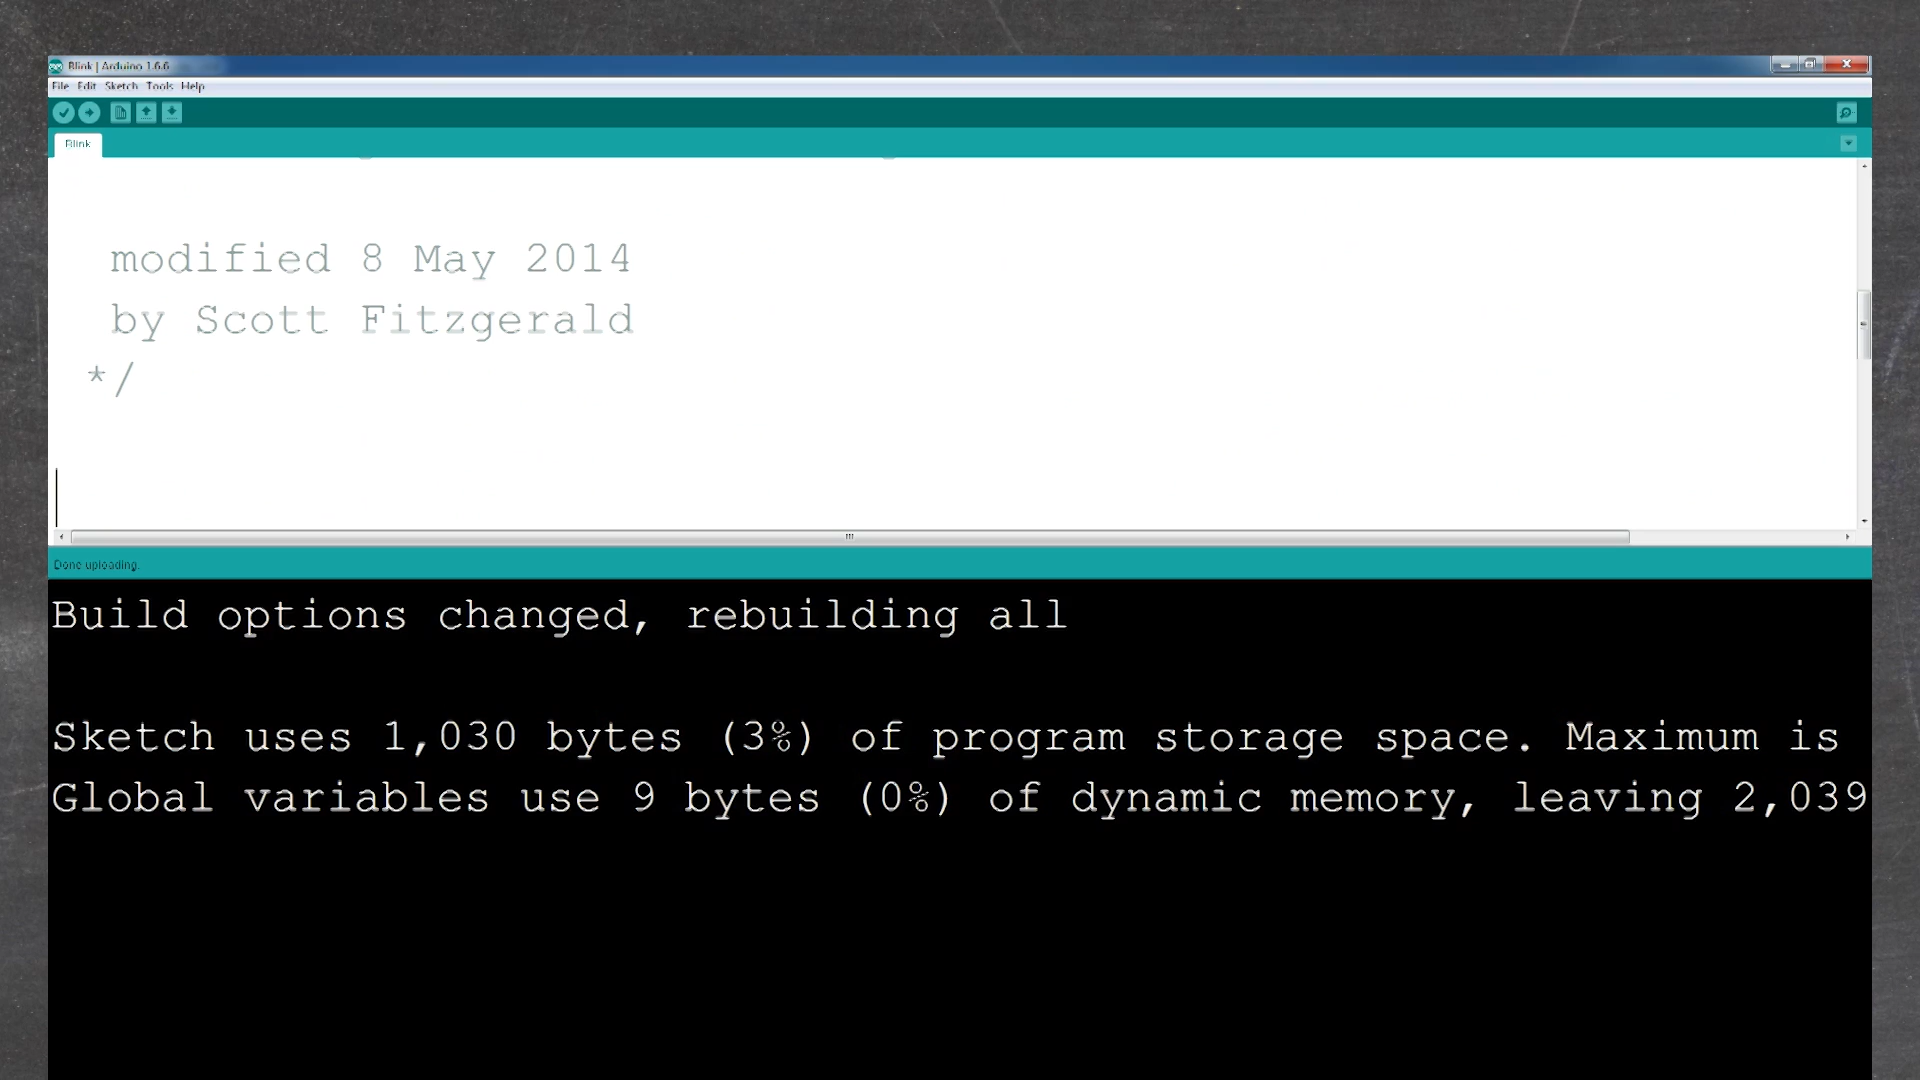 Blink | Arduino 1.6.6
File Edit Sketch Tools Help
Blink
modified 8 May 2014
by Scott Fitzgerald
*/
Done uploading.
Build options changed, rebuilding all
Sketch uses 1,030 bytes (3%) of program storage space. Maximum is
Global variables use 9 bytes (0%) of dynamic memory, leaving 2,039